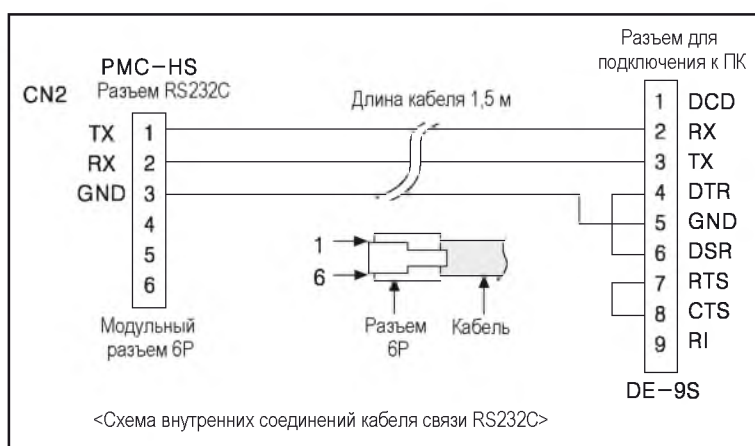 PMC-HS
CN2
Разъем RS232C
TX 1
RX 2
GND 3
4
5
6
Модульный
разъем 6P
Длина кабеля 1,5 м
1
6
Разъем
6P
Кабель
Разъем для
подключения к ПК
1 DCD
2 RX
3 TX
4 DTR
5 GND
6 DSR
7 RTS
8 CTS
9 RI
DE-9S
<Схема внутренних соединений кабеля связи RS232C>